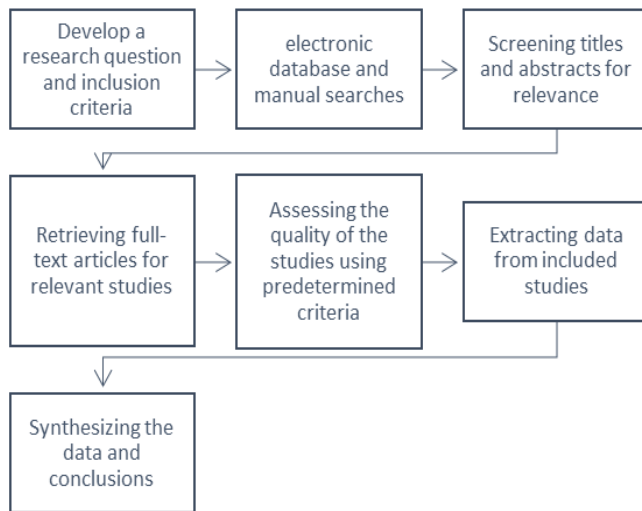 Develop a
research question
and inclusion
criteria
electronic
database and
manual searches
Screening titles
and abstracts for
relevance
Retrieving full-
text articles for
relevant studies
Assessing the
quality of the
studies using
predetermined
criteria
Extracting data
from included
studies
Synthesizing the
data and
conclusions